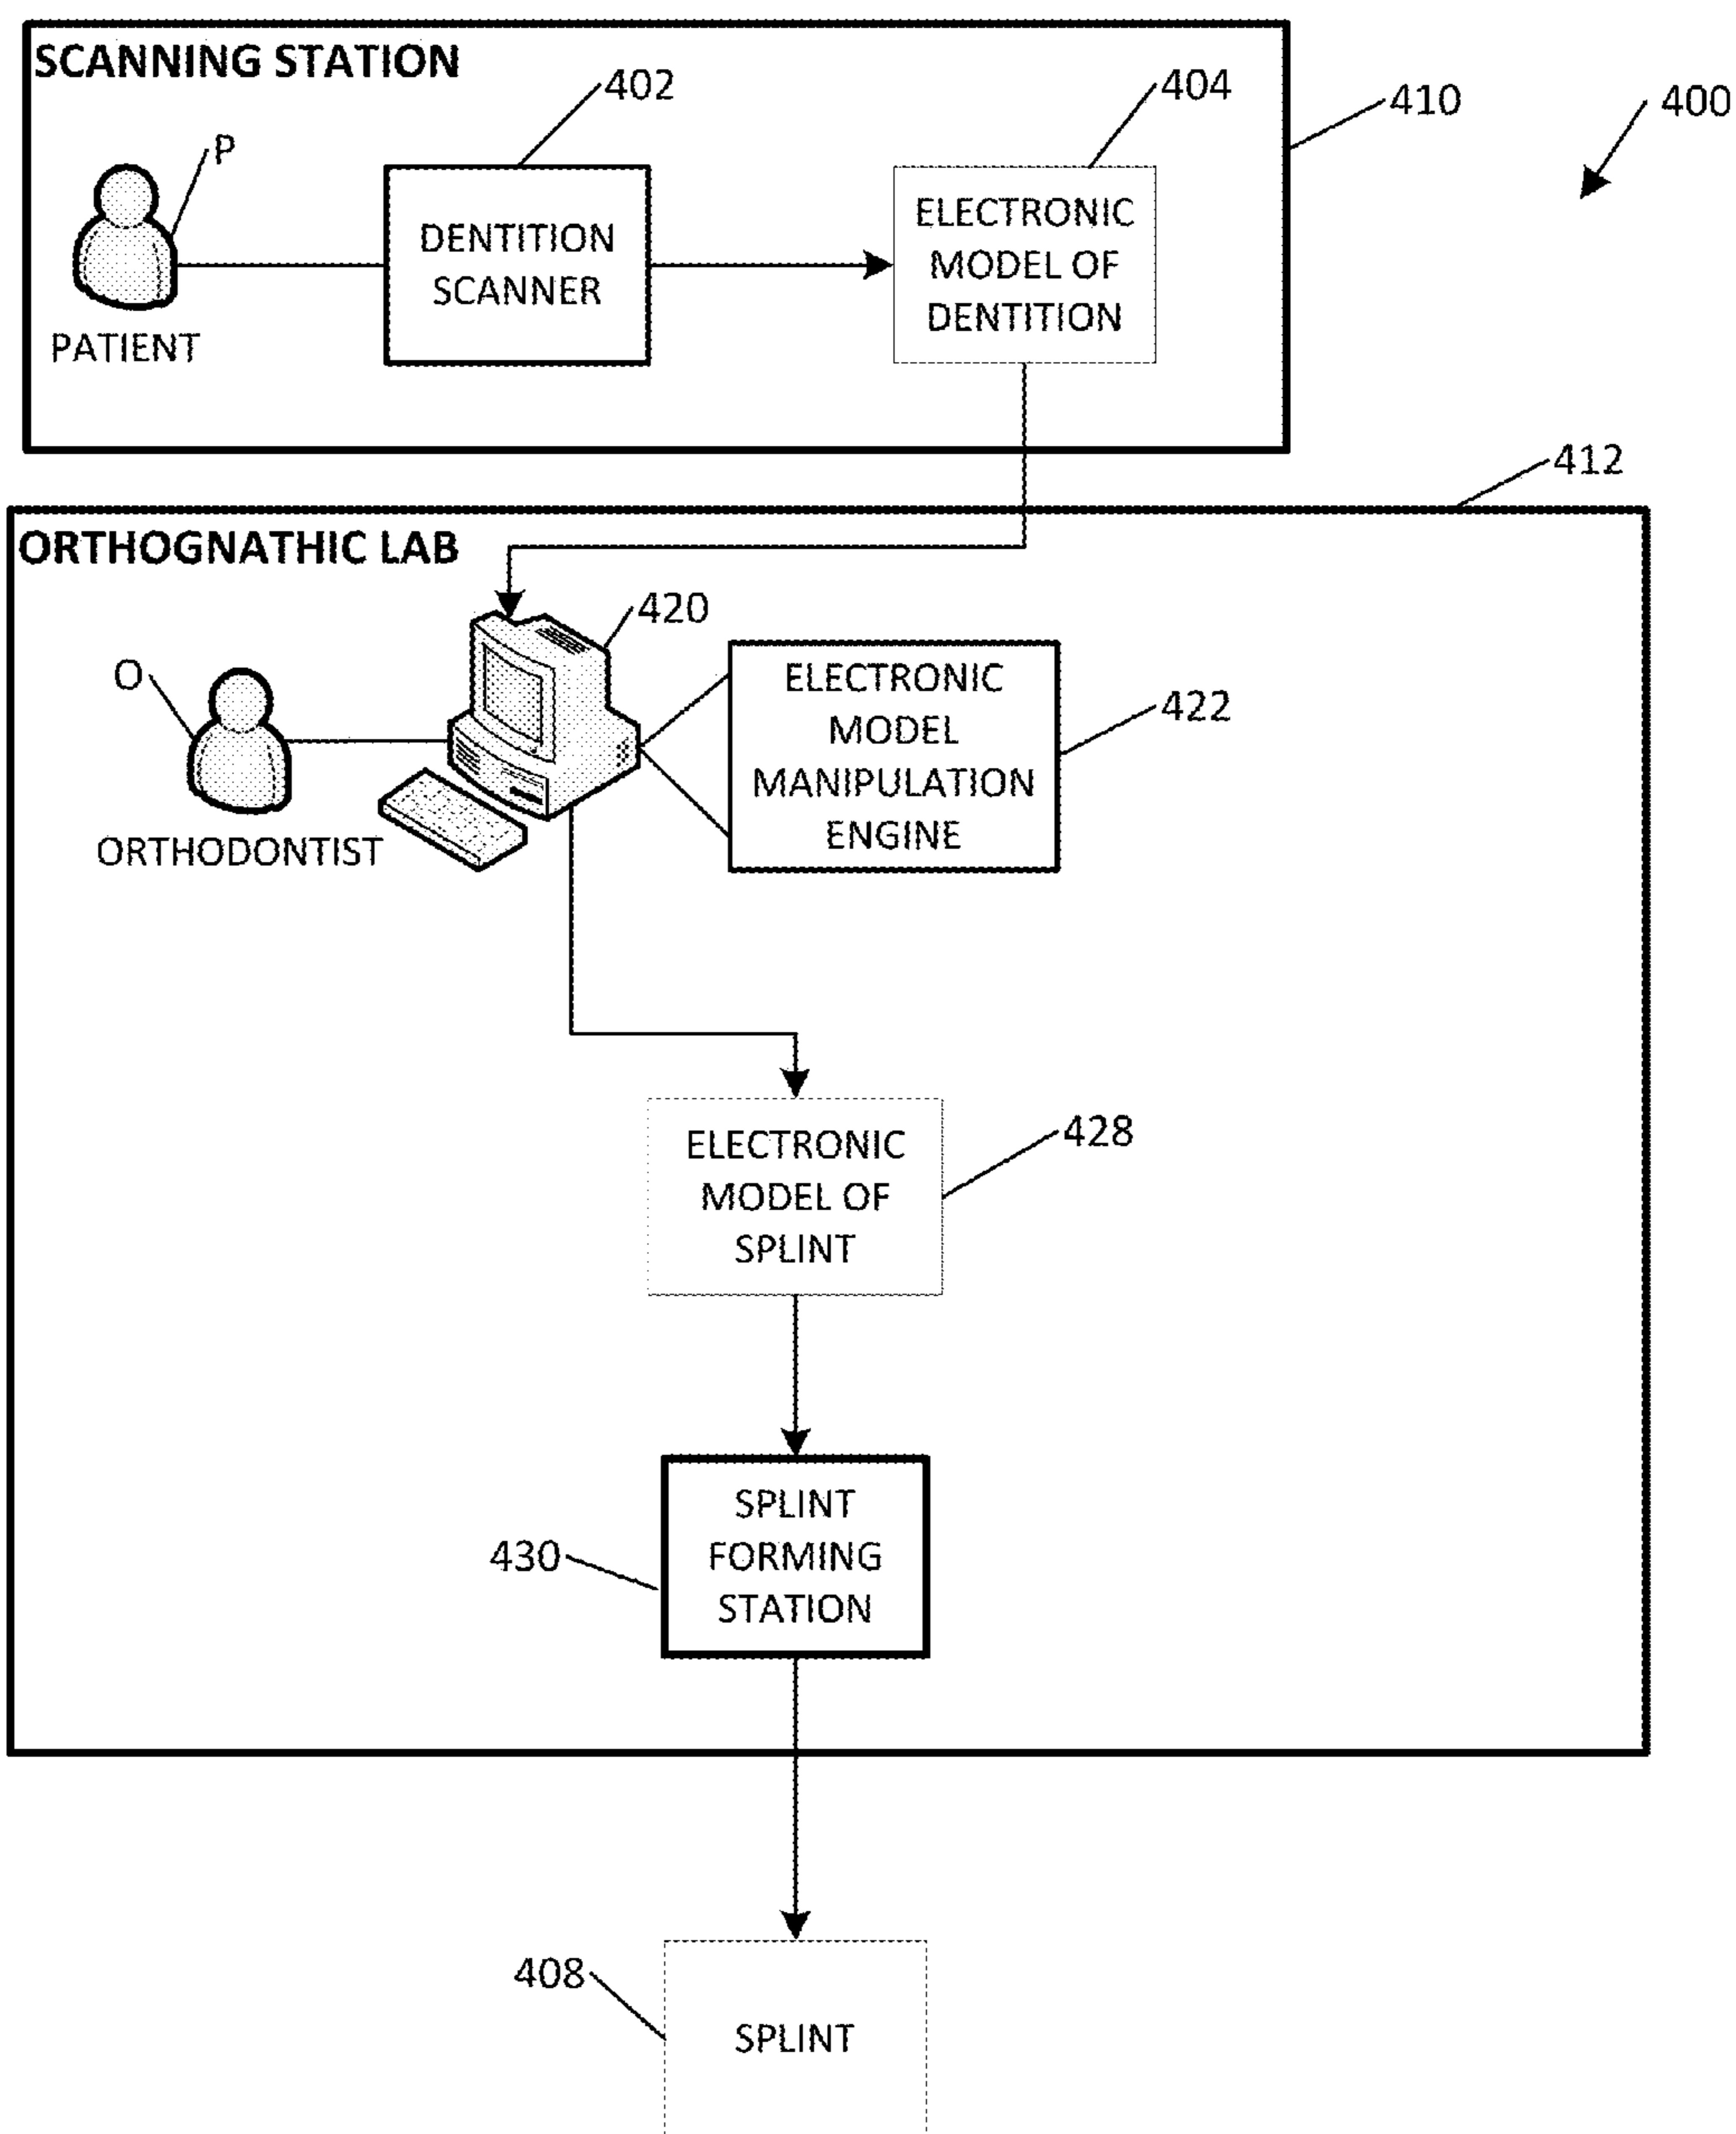 SCANNING STATION
402
404
410
400
P
DENTITION
SCANNER
ELECTRONIC
MODEL OF
DENTITION
PATIENT
412
ORTHOGNATHIC LAB
420
O
ELECTRONIC
MODEL
MANIPULATION
ENGINE
422
ORTHODONTIST
ELECTRONIC
MODEL OF
SPLINT
428
SPLINT
FORMING
STATION
430
408
SPLINT